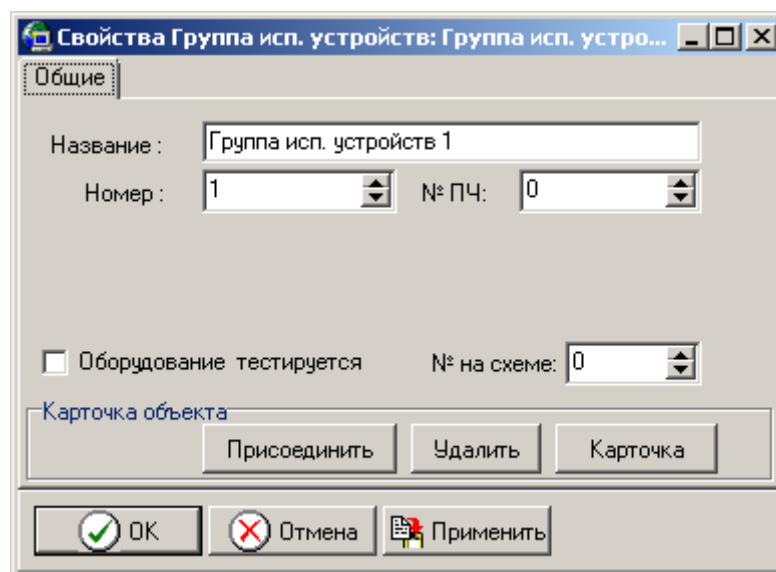 Свойства Группа исп. устройств: Группа исп. устро...
Общие
Название : Группа исп. устройств 1
Номер : 1 № ПЧ: 0
Оборудование тестируется № на схеме: 0
Карточка объекта
Присоединить Удалить Карточка
OK Отмена Применить